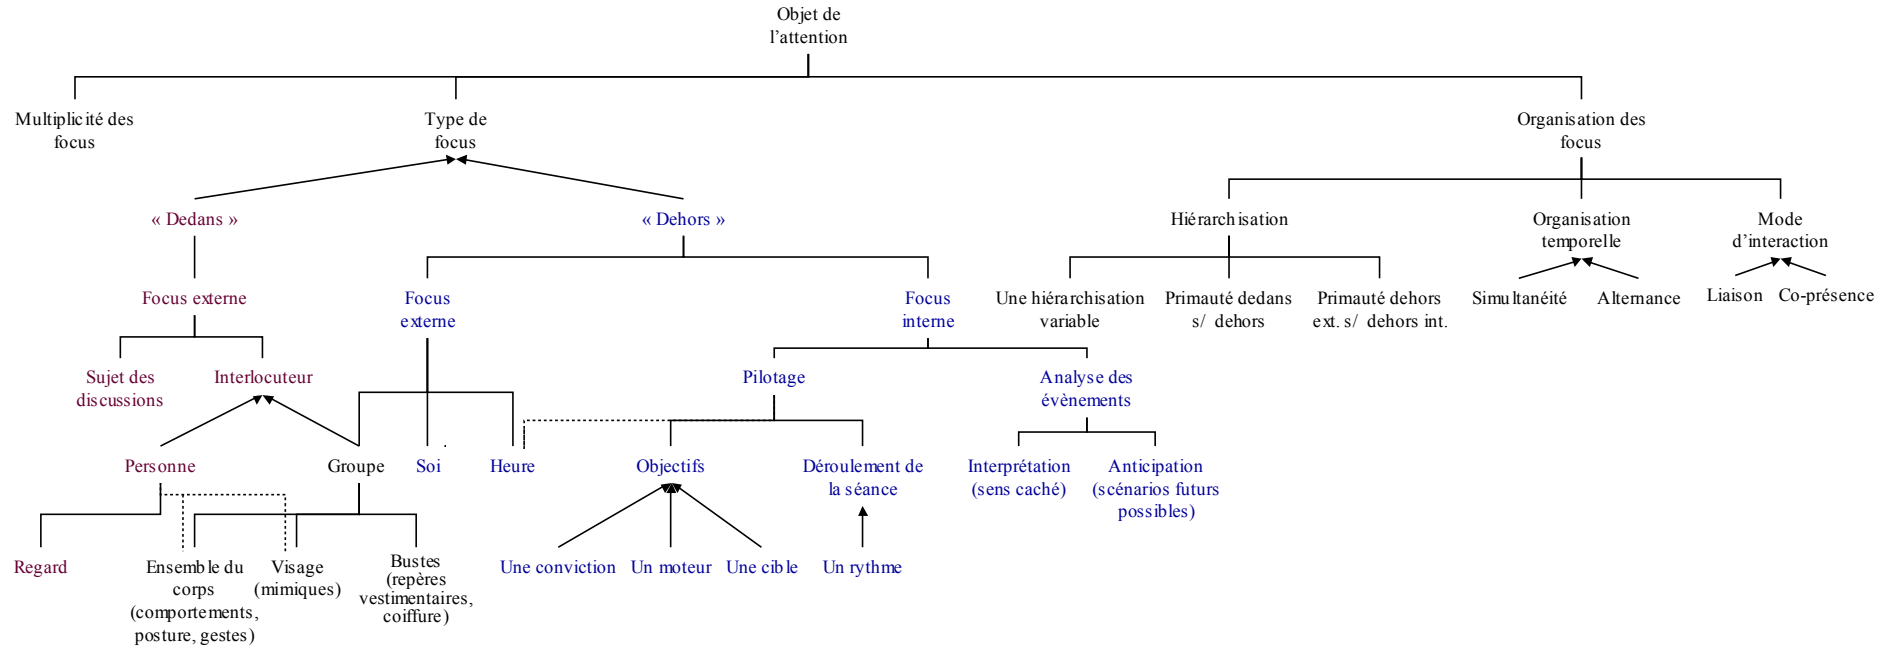 Objet de
l'attention
Multiplicité des
focus
Type de
focus
Organisation des
focus
« Dedans »
« Dehors »
Hiérarchisation
Organisation
temporelle
Mode
d'interaction
Focus externe
Focus
externe
Focus
interne
Une hiérarchisation
variable
Primauté dedans
s/ dehors
Primauté dehors
ext. s/ dehors int.
Simultanéité
Alternance
Liaison
Co-présence
Sujet des
discussions
Interlocuteur
Pilotage
Analyse des
évènements
Personne
Groupe
Soi
Heure
Objectifs
Déroulement de
la séance
Interprétation
(sens caché)
Anticipation
(scénarios futurs
possibles)
Regard
Ensemble du
corps
(comportements,
posture, gestes)
Visage
(mimiques)
Bustes
(repères
vestimentaires,
coiffure)
Une conviction
Un moteur
Une cible
Un rythme